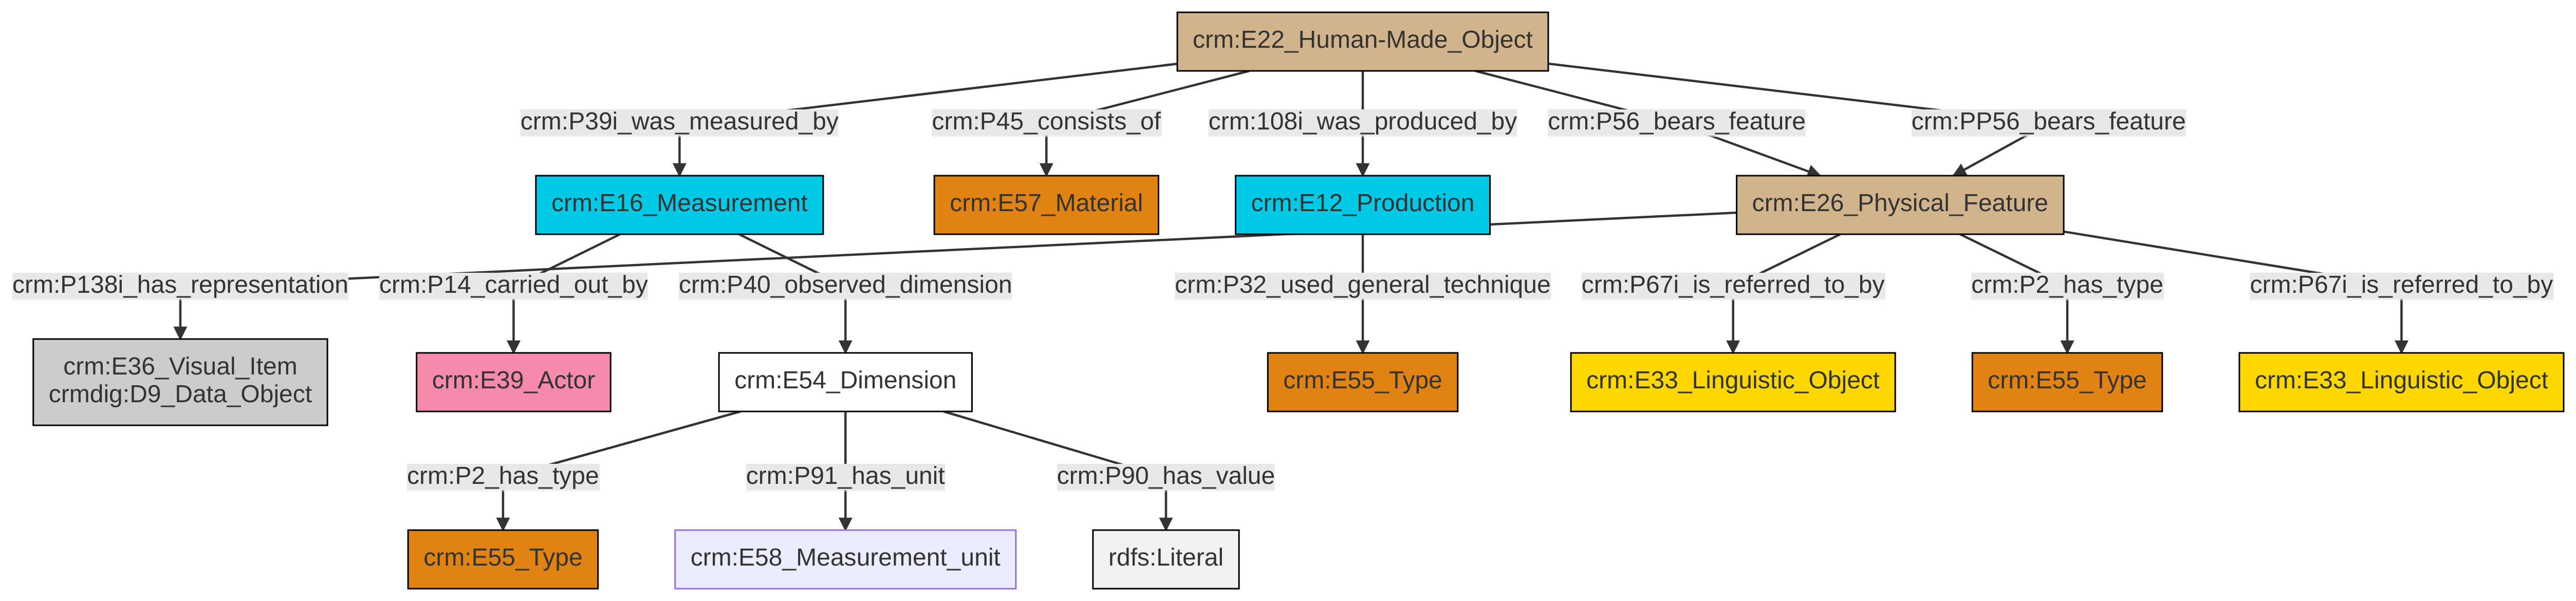 crm:E22_Human-Made_Object
crm:P39i_was_measured_by
crm:P45_consists_of
crm:108i_was_produced_by
crm:P56_bears_feature
crm:PP56_bears_feature
crm:E16_Measurement
crm:E57_Material
crm:E12_Production
crm:E26_Physical_Feature
crm:P138i_has_representation
crm:P14_carried_out_by
crm:P40_observed_dimension
crm:P32_used_general_technique
crm:P67i_is_referred_to_by
crm:P2_has_type
crm:P67i_is_referred_to_by
crm:E36_Visual_Item
crmdig:D9_Data_Object
crm:E39_Actor
crm:E54_Dimension
crm:E55_Type
crm:E33_Linguistic_Object
crm:E55_Type
crm:E33_Linguistic_Object
crm:P2_has_type
crm:P91_has_unit
crm:P90_has_value
crm:E55_Type
crm:E58_Measurement_unit
rdfs:Literal